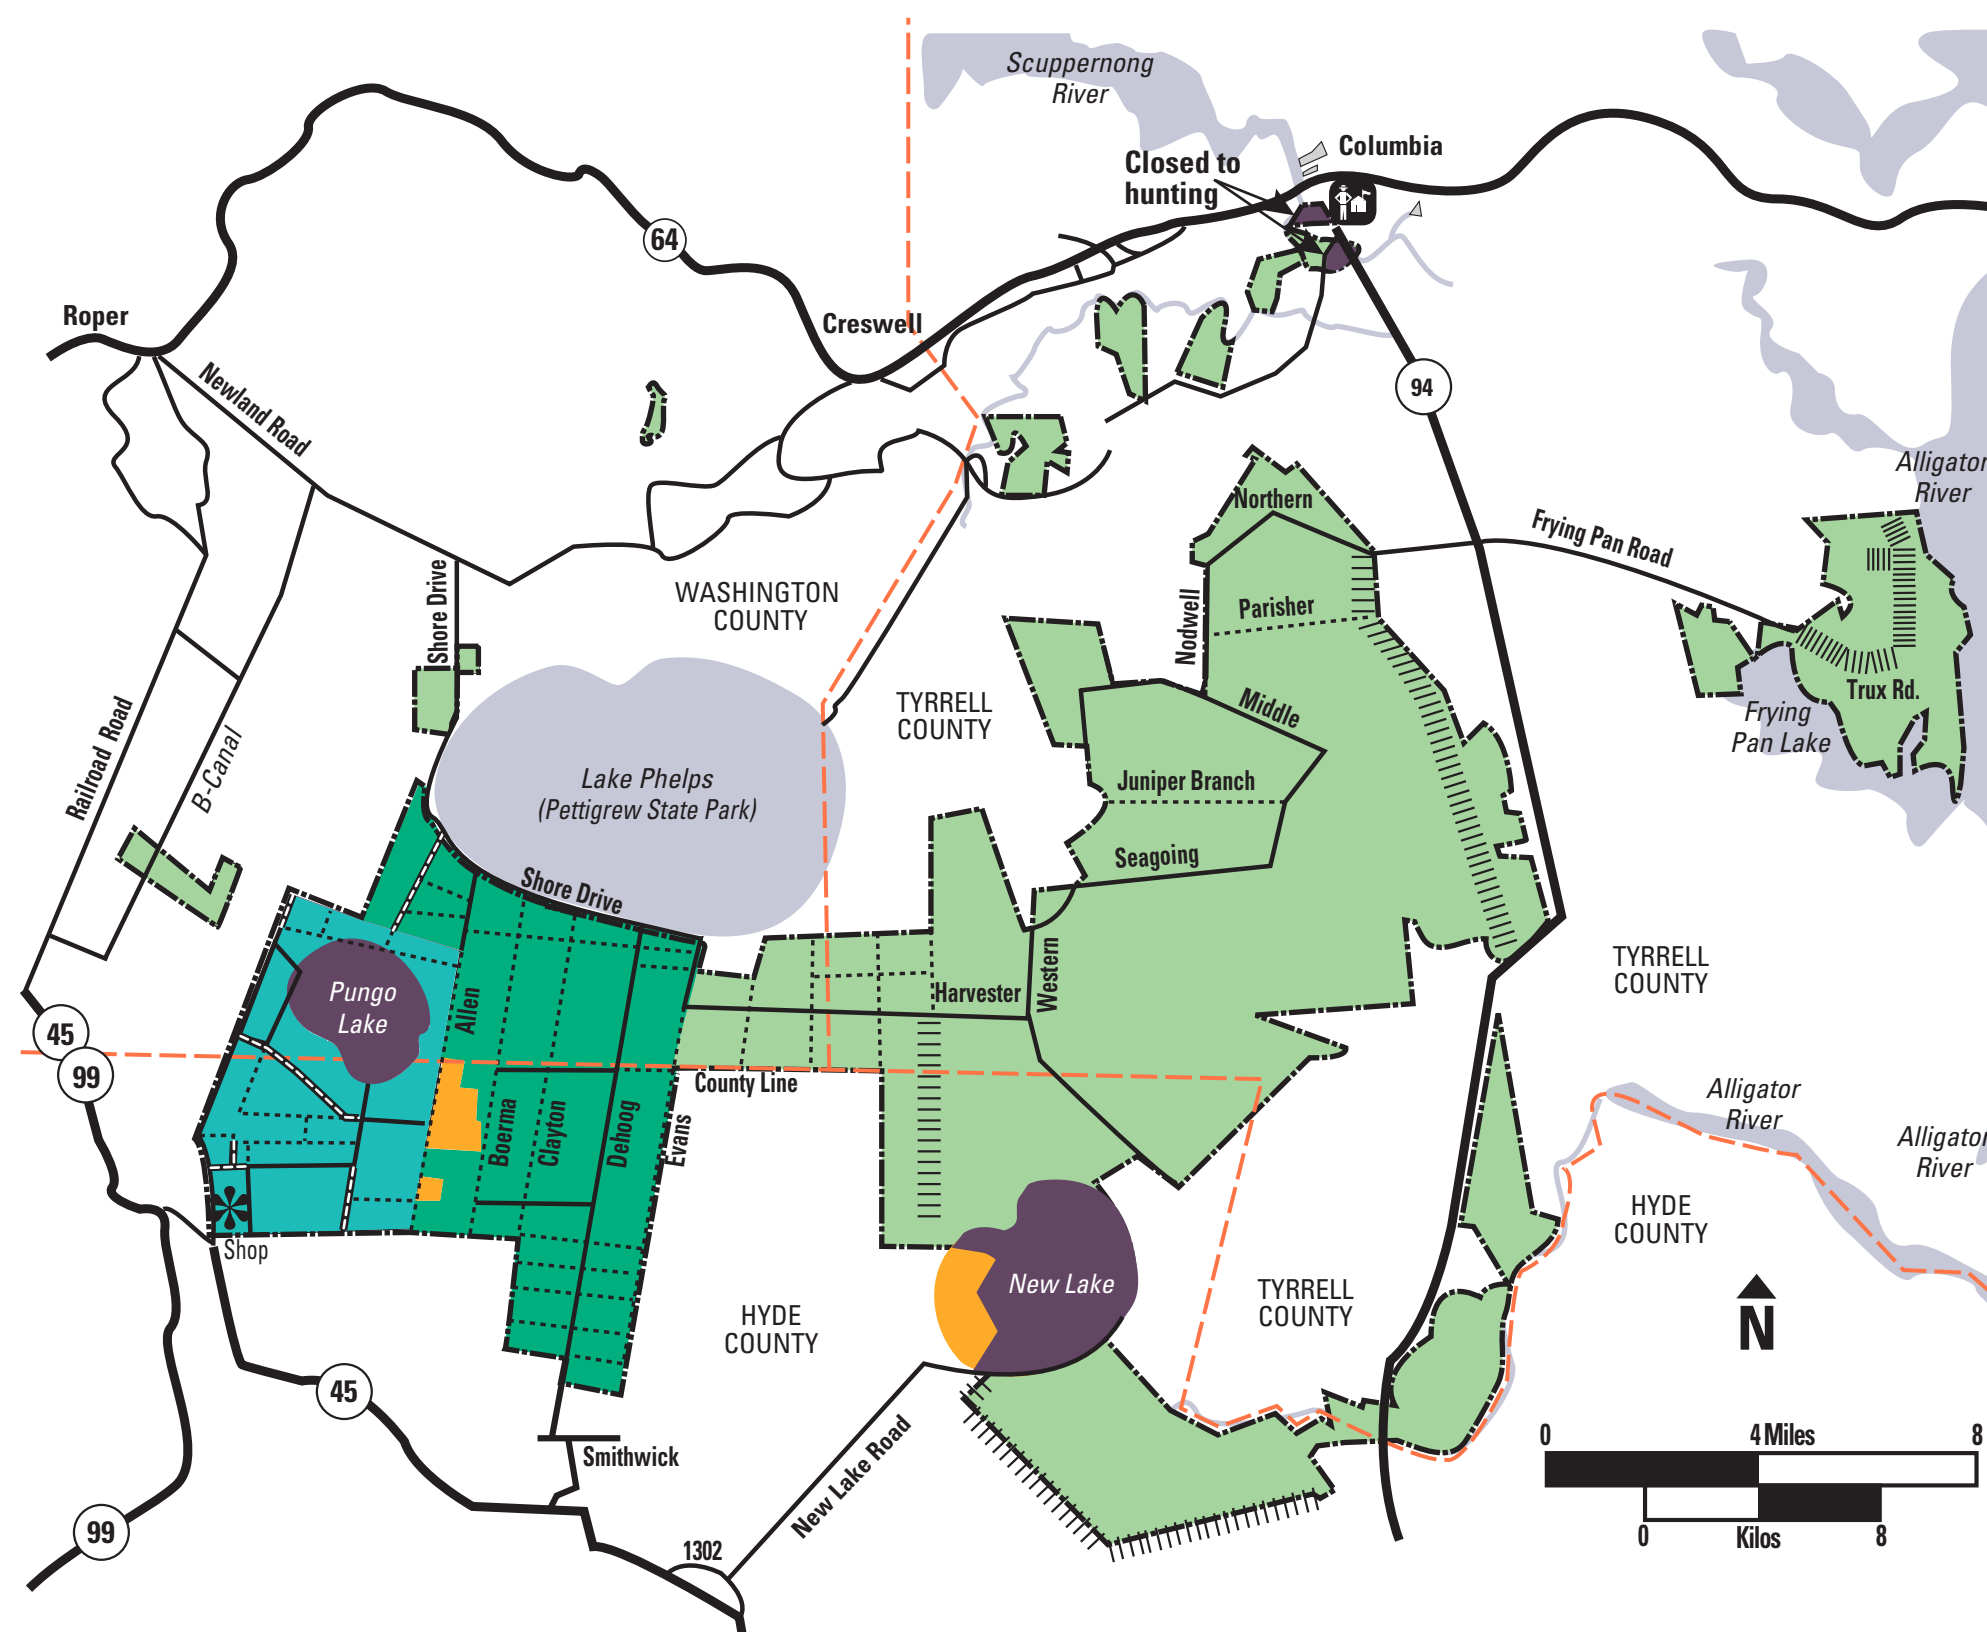 Scuppernong
River
Columbia
Closed to
hunting
64
Roper
Creswell
Newland Road
94
Alligator
River
Northern
Frying Pan Road
Shore Drive
WASHINGTON
COUNTY
Nodwell
Parisher
TYRRELL
COUNTY
Middle
Trux Rd.
Frying
Pan Lake
Railroad Road
B-Canal
Lake Phelps
(Pettigrew State Park)
Juniper Branch
Seagoing
Shore Drive
TYRRELL
COUNTY
Pungo
Lake
Allen
Harvester
Western
45
99
County Line
Boerma
Clayton
Dehoog
Evans
Alligator
River
Alligator
River
HYDE
COUNTY
Shop
New Lake
TYRRELL
COUNTY
HYDE
COUNTY
N
45
Smithwick
New Lake Road
0 4 Miles 8
99
1302
0 Kilos 8